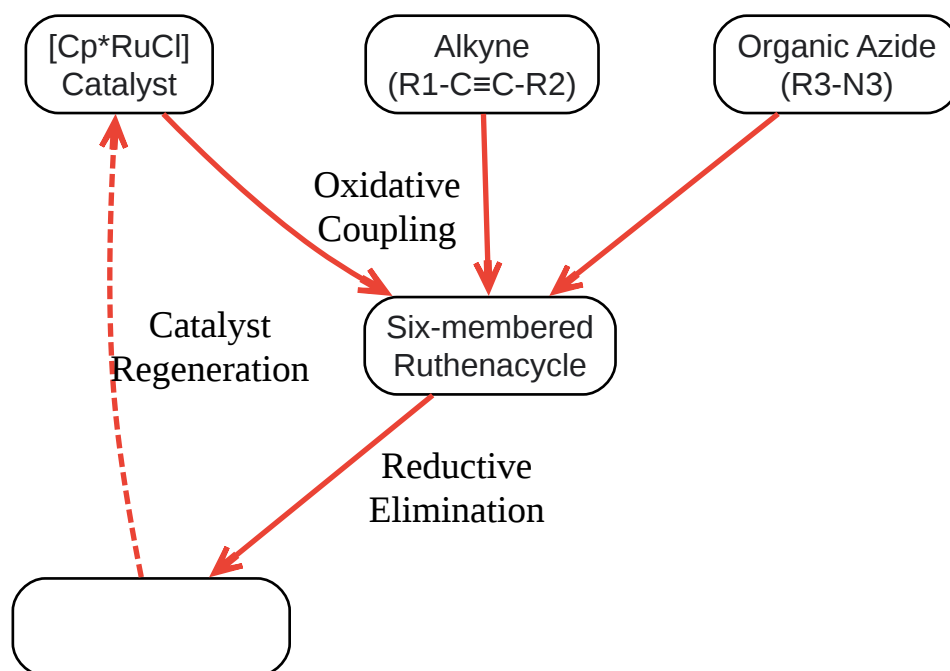 [Cp*RuCl]
Catalyst
Alkyne
(R1-C≡C-R2)
Organic Azide
(R3-N3)
Oxidative
Coupling
Six-membered
Ruthenacycle
Catalyst
Regeneration
Reductive
Elimination